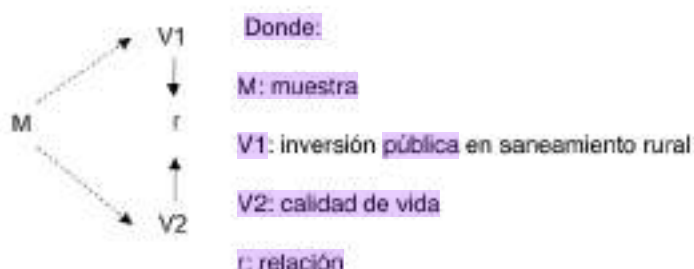 V1
Donde:
M: muestra
M
r
V1: inversión pública en saneamiento rural
V2: calidad de vida
V2
r: relación